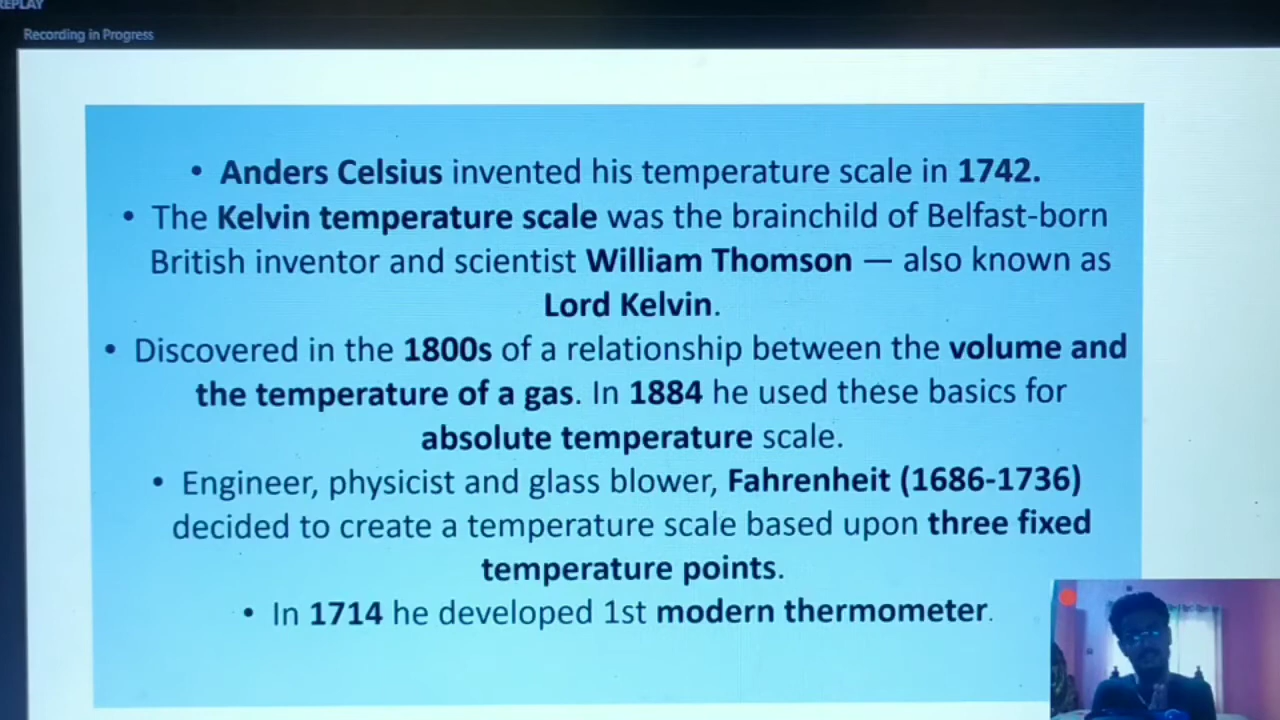 REPLAY
Recording in Progress
• Anders Celsius invented his temperature scale in 1742.
• The Kelvin temperature scale was the brainchild of Belfast-born
British inventor and scientist William Thomson — also known as
Lord Kelvin.
• Discovered in the 1800s of a relationship between the volume and
the temperature of a gas. In 1884 he used these basics for
absolute temperature scale.
• Engineer, physicist and glass blower, Fahrenheit (1686-1736)
decided to create a temperature scale based upon three fixed
temperature points.
• In 1714 he developed 1st modern thermometer.